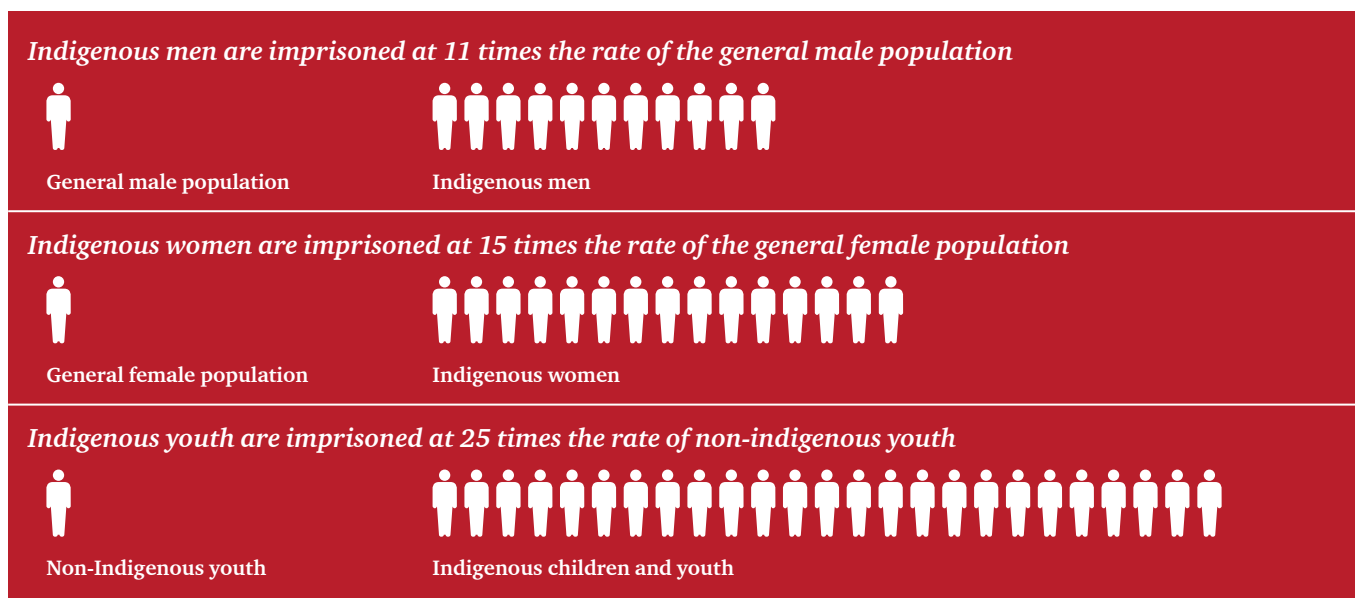 Indigenous men are imprisoned at 11 times the rate of the general male population
General male population
Indigenous men
Indigenous women are imprisoned at 15 times the rate of the general female population
General female population
Indigenous women
Indigenous youth are imprisoned at 25 times the rate of non-indigenous youth
Non-Indigenous youth
Indigenous children and youth